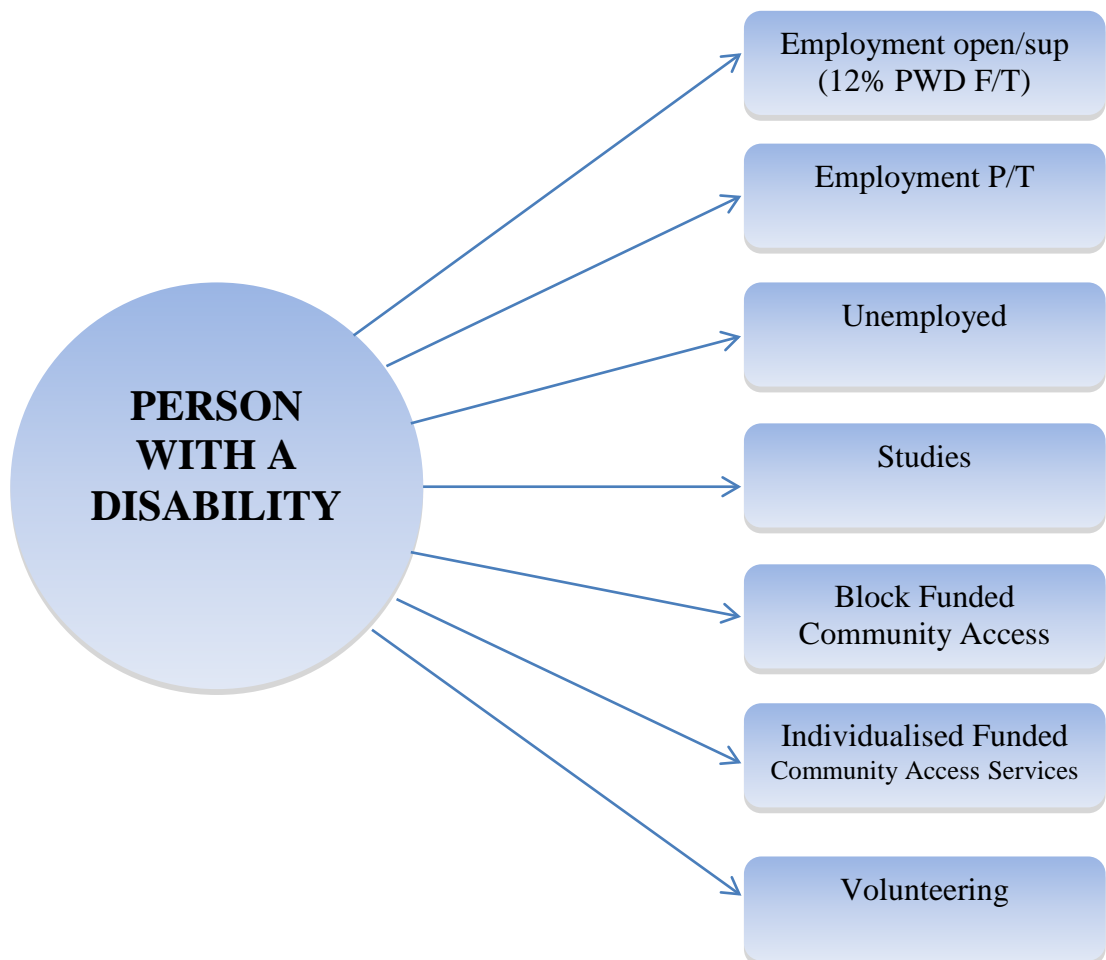 Employment open/sup
(12% PWD F/T)
Employment P/T
Unemployed
PERSON
WITH A
DISABILITY
Studies
Block Funded
Community Access
Individualised Funded
Community Access Services
Volunteering